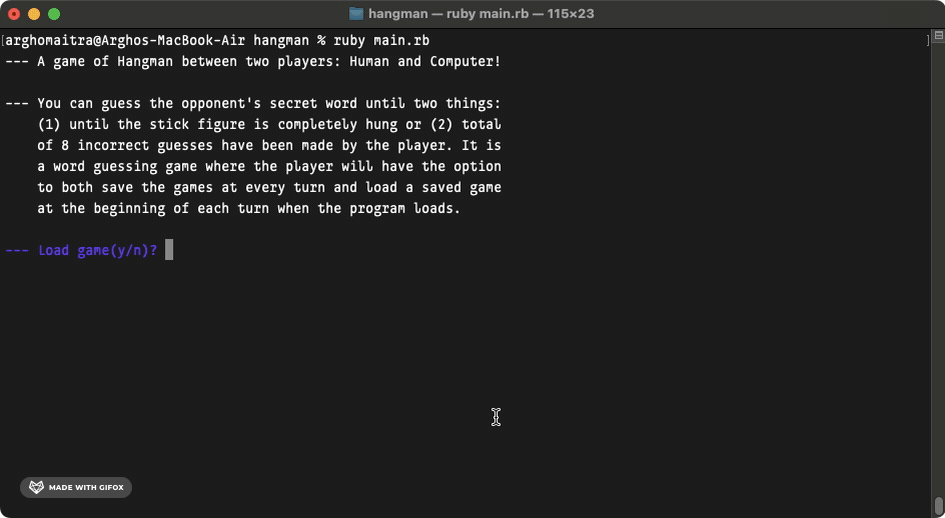 hangman — ruby main.rb — 115×23
[arghomaitra@Arghos-MacBook-Air hangman % ruby main.rb ]
--- A game of Hangman between two players: Human and Computer!
--- You can guess the opponent's secret word until two things:
(1) until the stick figure is completely hung or (2) total
of 8 incorrect guesses have been made by the player. It is
a word guessing game where the player will have the option
to both save the games at every turn and load a saved game
at the beginning of each turn when the program loads.
--- Load game(y/n)?
MADE WITH GIFOX